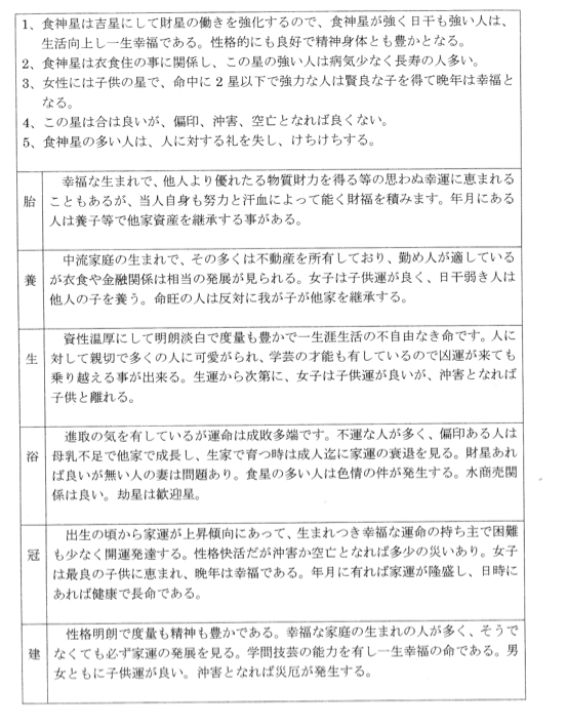 1、食神星は吉星にして財星の働きを強化するので、食神星が強く日干も強い人は、
生活向上し一生幸福である。性格的にも良好で精神身体とも豊かとなる。
2、食神星は衣食住の事に関係し、この星の強い人は病気少なく長寿の人多い。
3、女性には子供の星で、命中に2星以下で強力な人は賢良な子を得て晩年は幸福と
なる。
4、この星は合は良いが、偏印、沖害、空亡となれば良くない。
5、食神星の多い人は、人に対する礼を失し、けちけちする。
胎
幸福な生まれで、他人より優れたる物質財力を得る等の思わぬ幸運に恵まれる
こともあるが、当人自身も努力と汗血によって能く財福を積みます。年月にある
人は養子等で他家資産を継承する事がある。
養
中流家庭の生まれで、その多くは不動産を所有しており、勤め人が適している
が衣食や金融関係は相当の発展が見られる。女子は子供運が良く、日干弱き人は
他人の子を養う。命旺の人は反対に我が子が他家を継承する。
生
資性温厚にして明朗淡白で度量も豊かで一生涯生活の不自由なき命です。人に
対して親切で多くの人に可愛がられ、学芸の才能も有しているので凶運が来ても
乗り越える事が出来る。生運から次第に、女子は子供運が良いが、沖害となれば
子供と離れる。
浴
進取の気を有しているが運命は成敗多端です。不運な人が多く、偏印ある人は
母乳不足で他家で成長し、生家で育つ時は成人迄に家運の衰退を見る。財星あれ
ば良いが無い人の妻は問題あり。食星の多い人は色情の件が発生する。水商売関
係は良い。劫星は歓迎星。
冠
出生の頃から家運が上昇傾向にあって、生まれつき幸福な運命の持ち主で困難
も少なく開運発達する。性格快活だが沖害か空亡となれば多少の災いあり。女子
は最良の子供に恵まれ、晩年は幸福である。年月に有れば家運が隆盛し、日時に
あれば健康で長命である。
建
性格明朗で度量も精神も豊かである。幸福な家庭の生まれの人が多く、そうで
なくても必ず家運の発展を見る。学問技芸の能力を有し一生幸福の命である。男
女ともに子供運が良い。沖害となれば災厄が発生する。